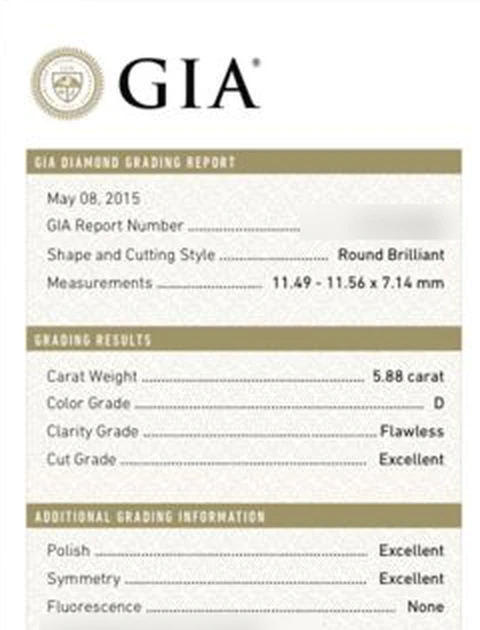 GIA®
GIA DIAMOND GRADING REPORT
May 08, 2015
GIA Report Number ................................
Shape and Cutting Style ............................... Round Brilliant
Measurements .............................. 11.49 - 11.56 x 7.14 mm
GRADING RESULTS
Carat Weight ................................................................ 5.88 carat
Color Grade .................................................................................. D
Clarity Grade ................................................................ Flawless
Cut Grade ..................................................................... Excellent
ADDITIONAL GRADING INFORMATION
Polish .............................................................................. Excellent
Symmetry ..................................................................... Excellent
Fluorescence ...................................................................... None